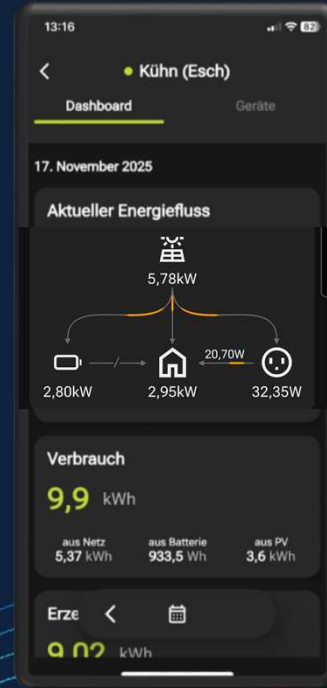 13:16
82
Kühn (Esch)
Dashboard Geräte
17. November 2025
Aktueller Energiefluss
5,78kW
20,70W
2,80kW 2,95kW 32,35W
Verbrauch
9,9 kWh
aus Netz aus Batterie aus PV
5,37 kWh 933,5 Wh 3,6 kWh
Erze
9,02 kWh